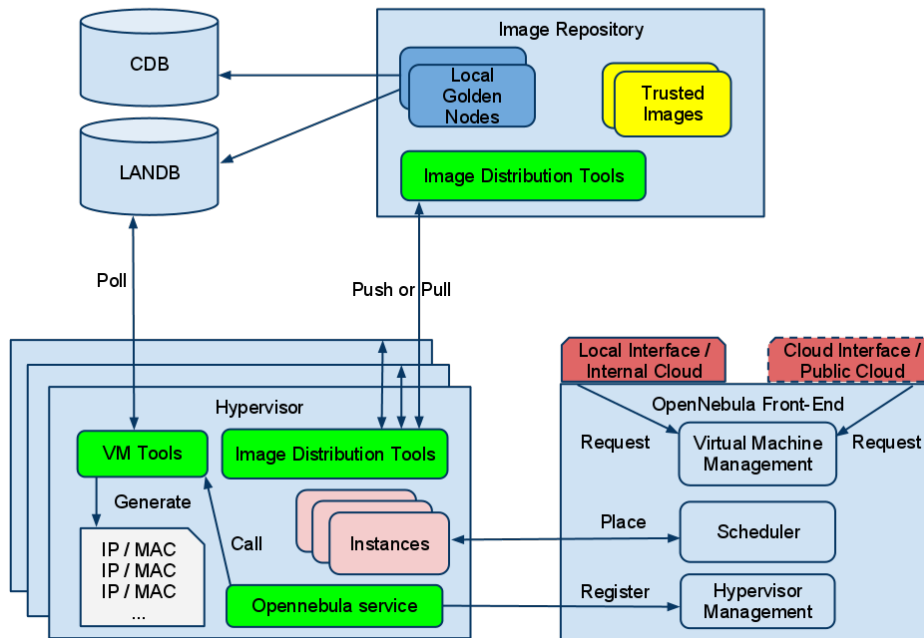 CDB
Image Repository
Local
Golden
Nodes
Trusted
Images
LANDB
Image Distribution Tools
Poll
Push or Pull
Local Interface /
Internal Cloud
Cloud Interface /
Public Cloud
Hypervisor
OpenNebula Front-End
VM Tools
Image Distribution Tools
Request
Virtual Machine
Management
Request
Generate
Call
IP / MAC
IP / MAC
IP / MAC
...
Instances
Place
Scheduler
Opennebula service
Register
Hypervisor
Management